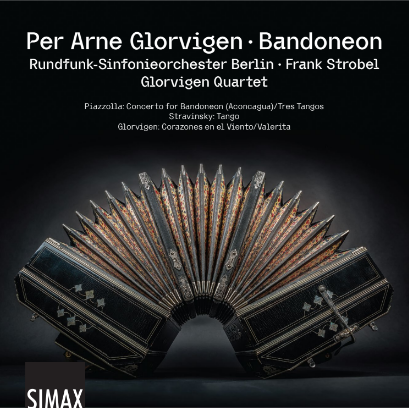 Per Arne Glorvigen · Bandoneon
Rundfunk-Sinfonieorchester Berlin · Frank Strobel
Glorvigen Quartet
Piazzolla: Concerto for Bandoneon (Aconcagua)/Tres Tangos
Stravinsky: Tango
Glorvigen: Corazones en el Viento/Valerita
SIMAX